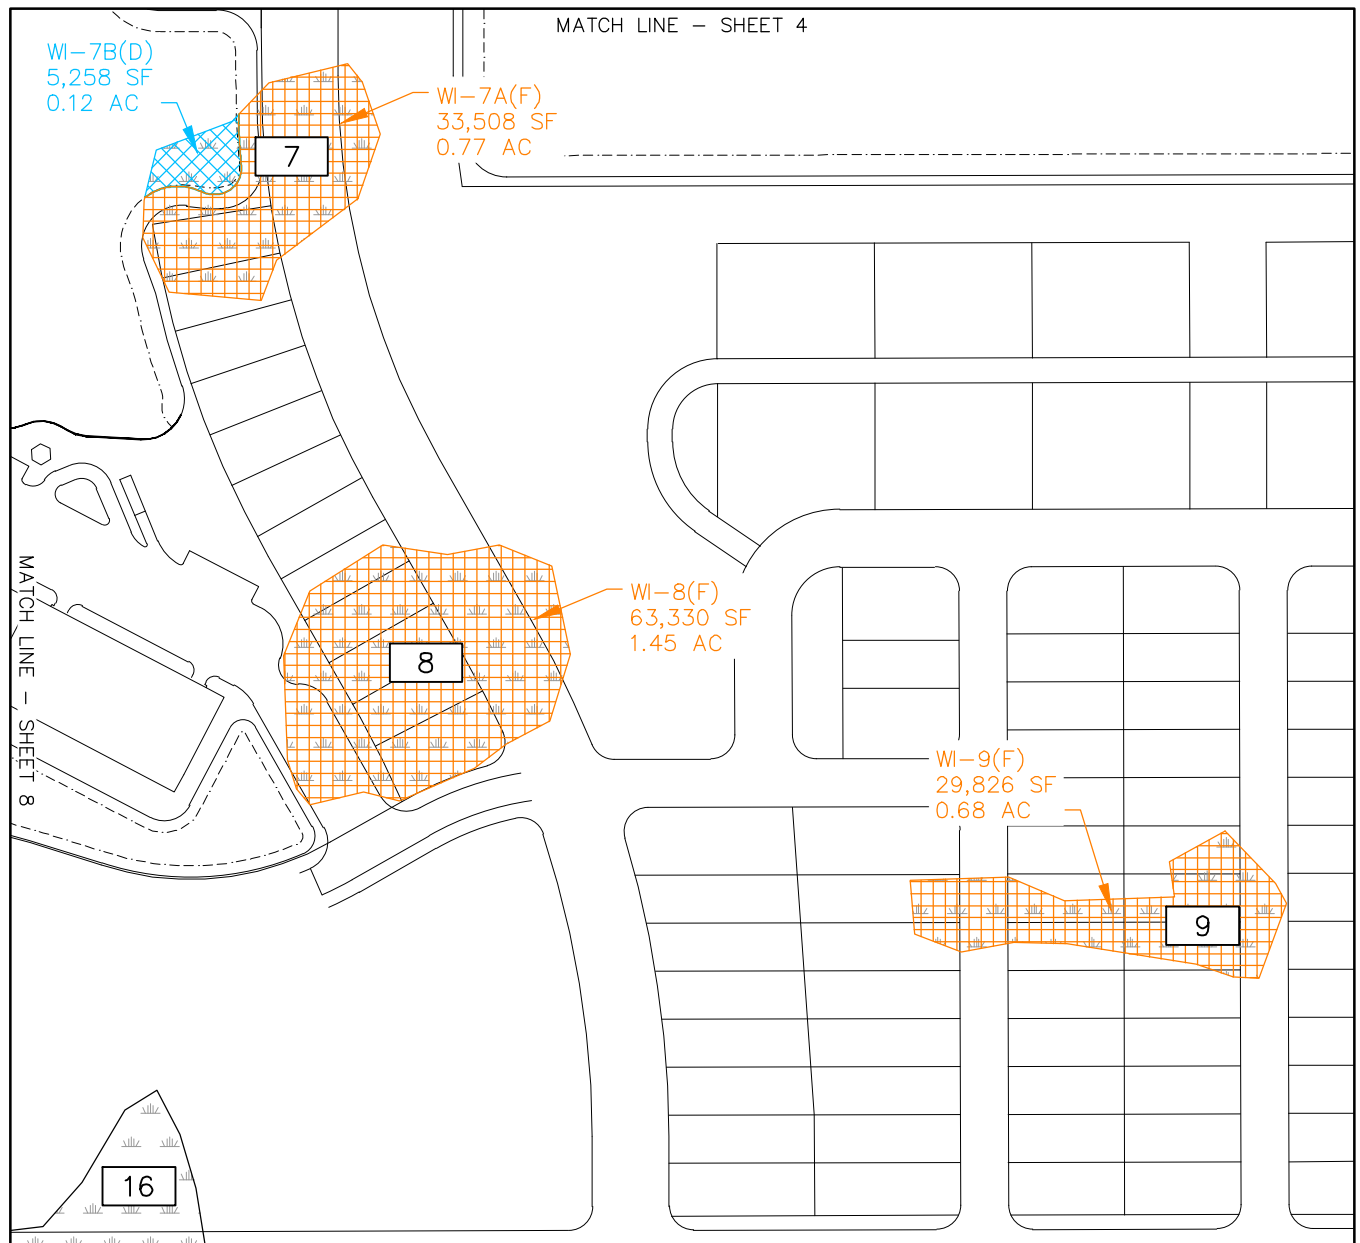 MATCH LINE - SHEET 4
WI-7B(D)
5,258 SF
0.12 AC
WI-7A(F)
33,508 SF
0.77 AC
7
WI-8(F)
63,330 SF
1.45 AC
8
MATCH LINE - SHEET 8
WI-9(F)
29,826 SF
0.68 AC
9
16